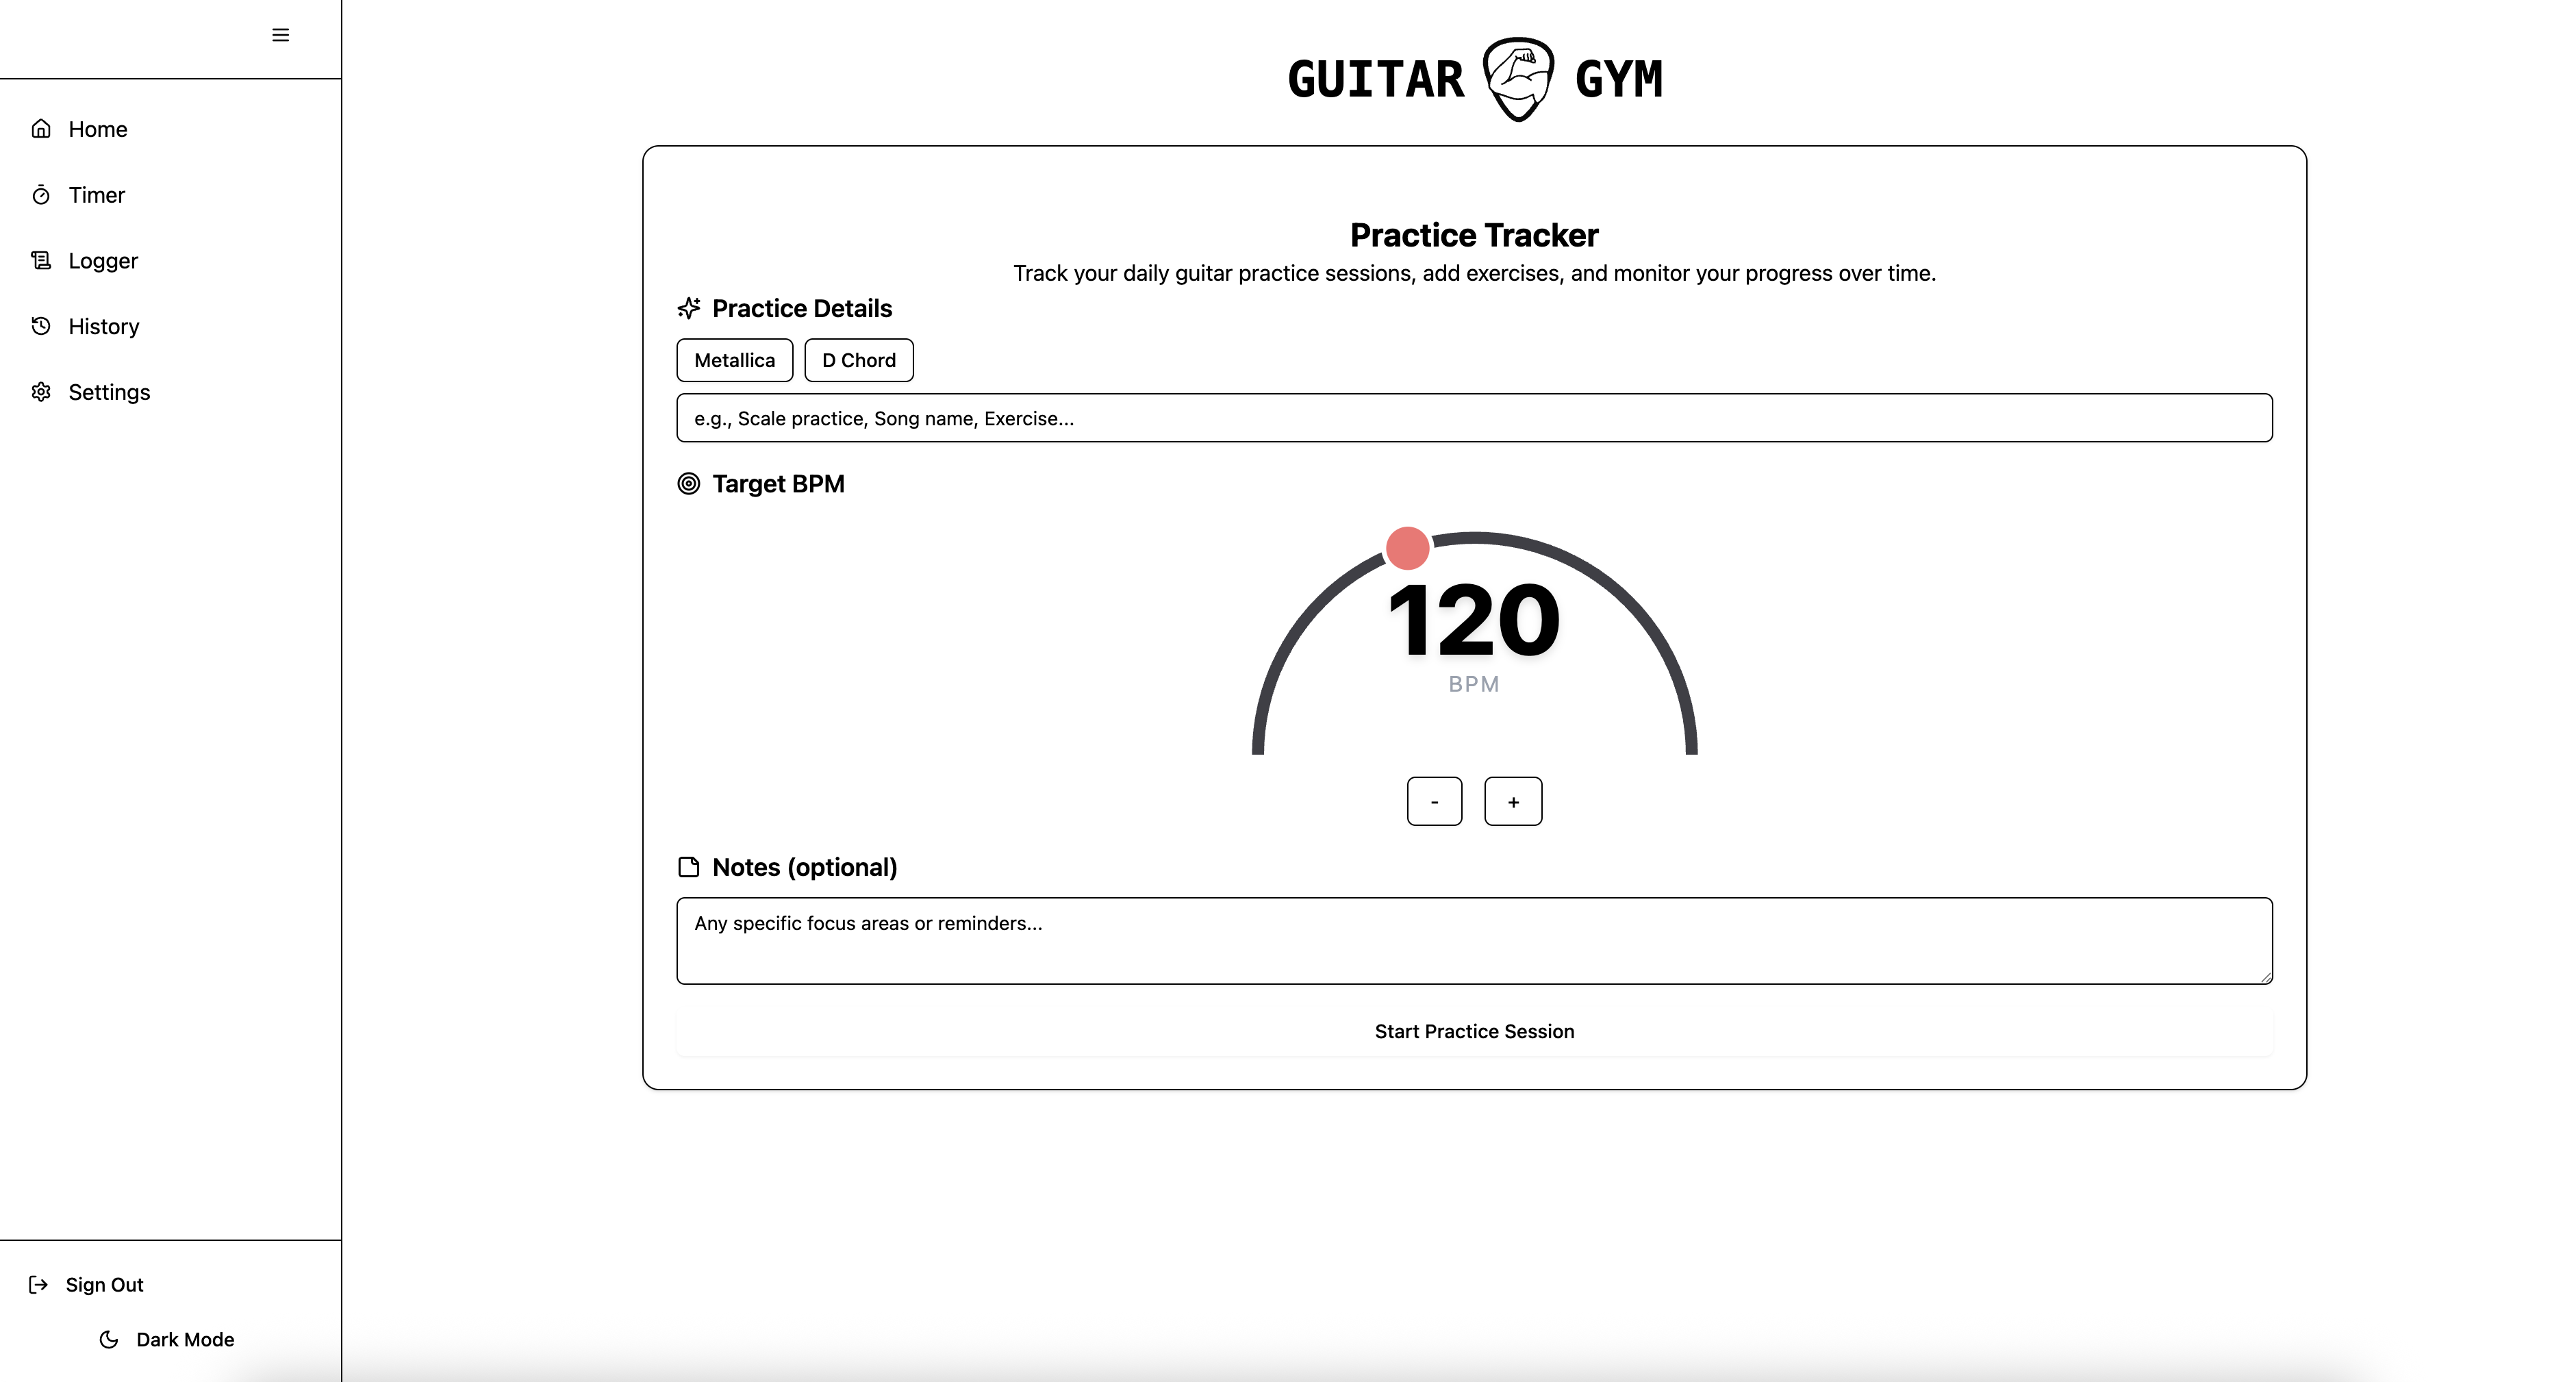 GUITAR GYM
Home
Timer
Logger
History
Settings
Practice Tracker
Track your daily guitar practice sessions, add exercises, and monitor your progress over time.
Practice Details
Metallica D Chord
e.g., Scale practice, Song name, Exercise...
Target BPM
120
BPM
- +
Notes (optional)
Any specific focus areas or reminders...
Start Practice Session
Sign Out
Dark Mode